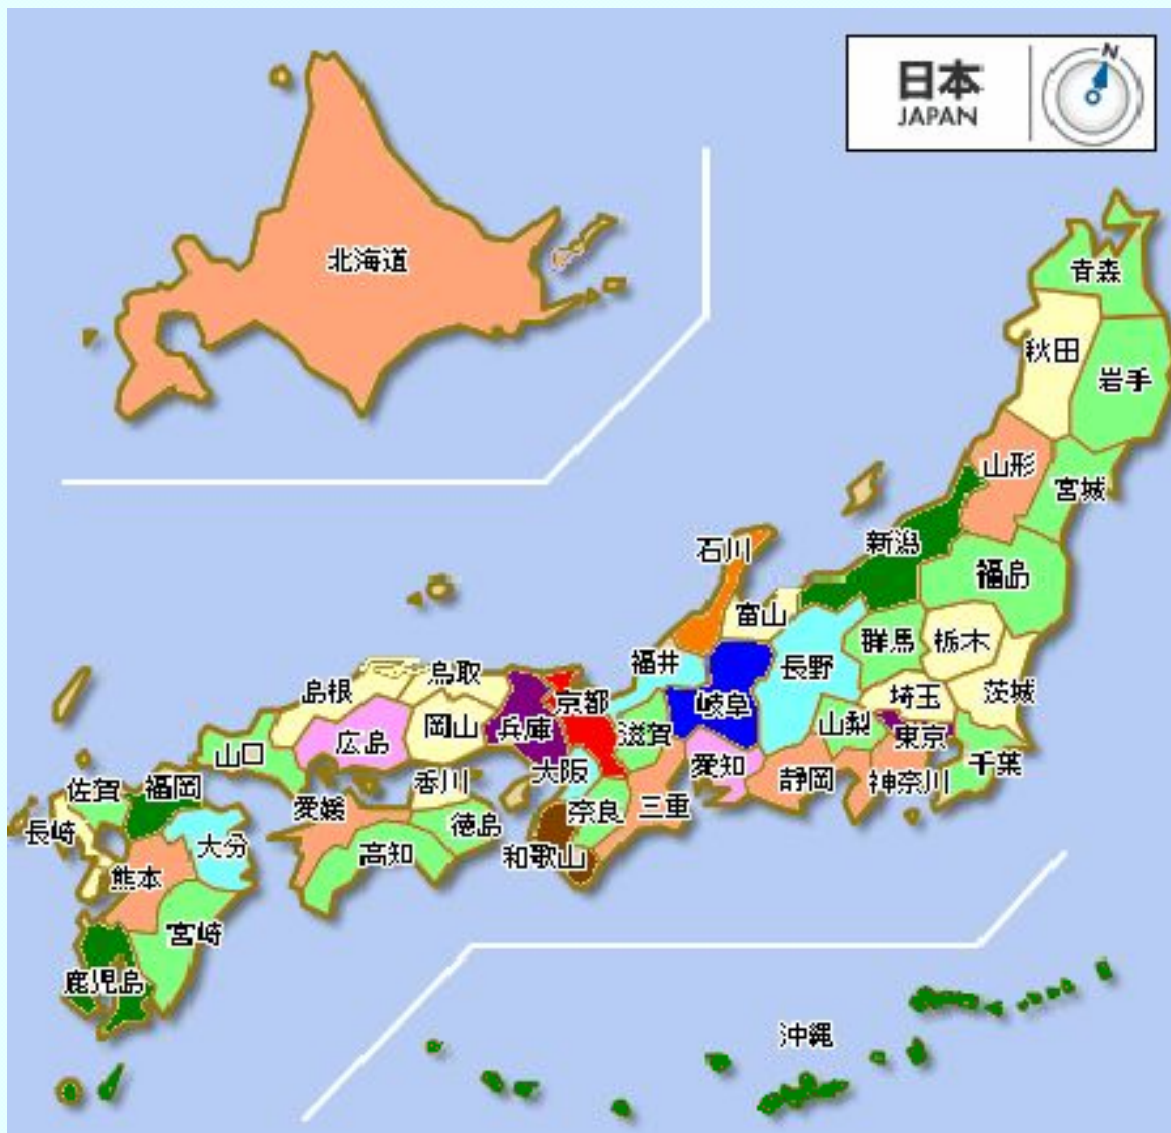 日本
JAPAN
N
北海道
青森
秋田
岩手
山形
宮城
新潟
福島
石川
富山
群馬
栃木
福井
長野
茨城
島根
鳥取
京都
岐阜
埼玉
岡山
兵庫
滋賀
山梨
東京
広島
山口
大阪
愛知
静岡
神奈川
千葉
佐賀
福岡
香川
愛媛
徳島
奈良
三重
長崎
大分
高知
和歌山
熊本
宮崎
鹿児島
沖縄